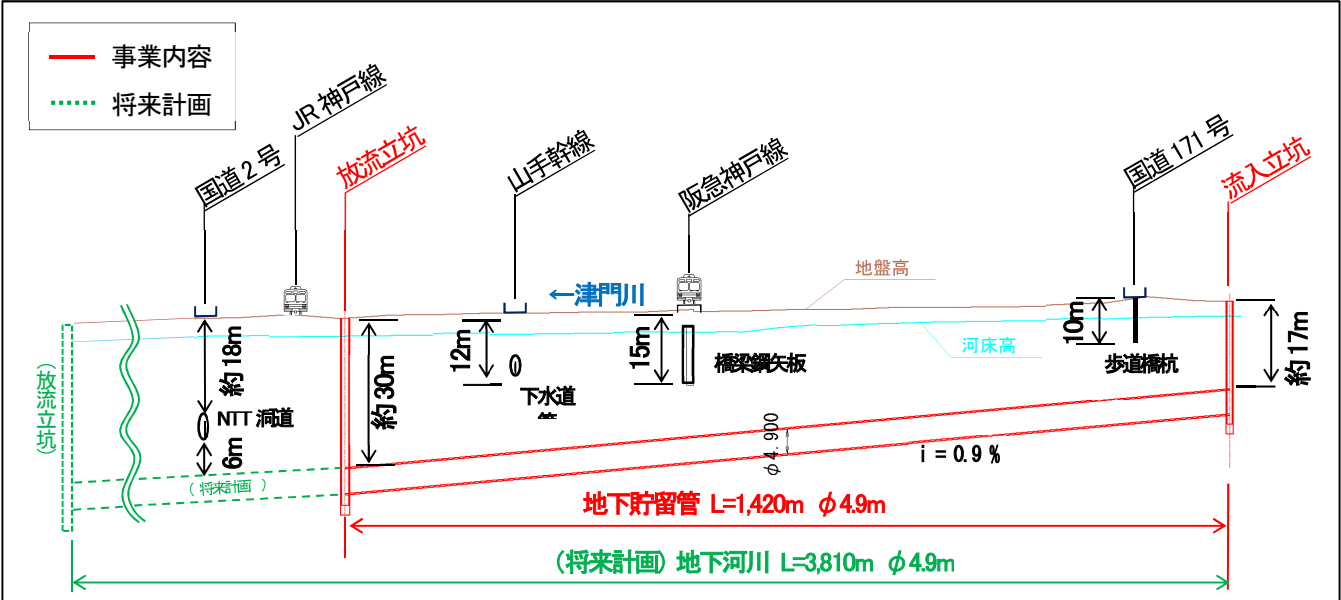 事業内容
将来計画
国道2号
JR神戸線
放流立坑
山手幹線
阪急神戸線
国道171号
流入立坑
地盤高
←津門川
河床高
約18m
約30m
12m
15m
10m
約17m
橋梁鋼矢板
歩道橋杭
下水道
NTT洞道
6m
(放流立坑)
(将来計画)
φ4.900
i=0.9%
地下貯留管 L=1,420m φ4.9m
(将来計画)地下河川 L=3,810m φ4.9m